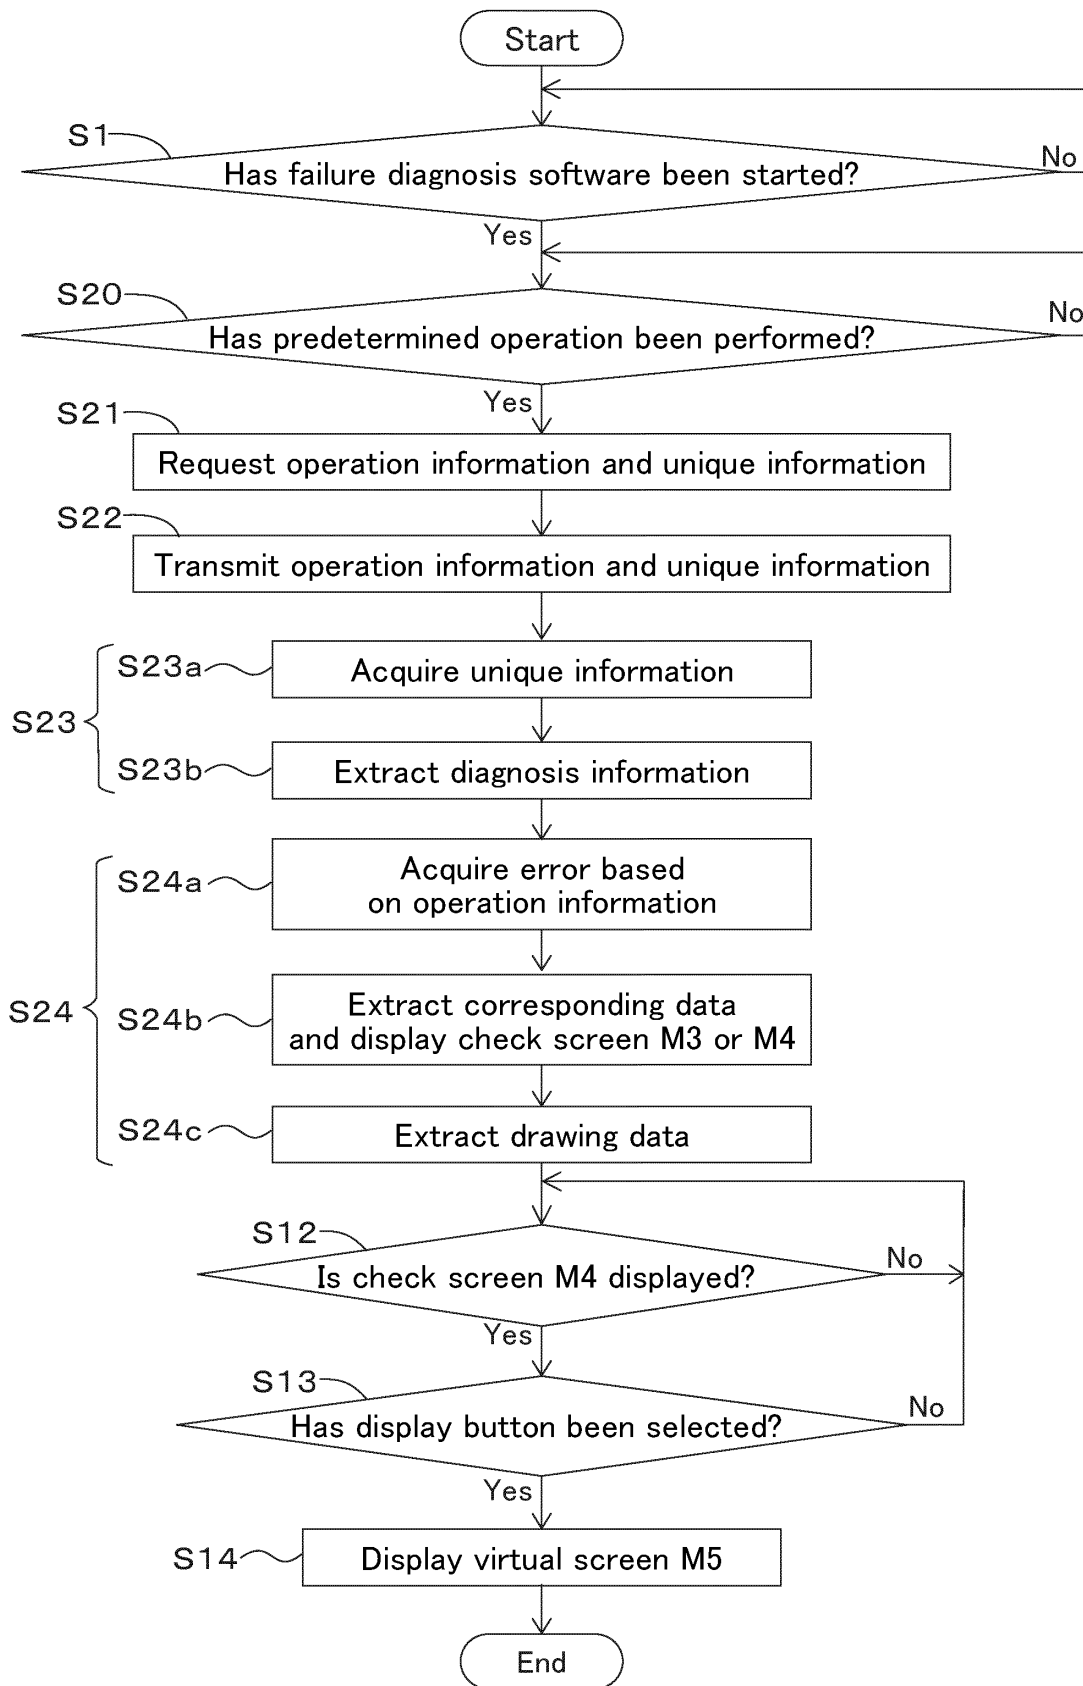 Start
S1
Has failure diagnosis software been started?
No
Yes
S20
Has predetermined operation been performed?
No
Yes
S21
Request operation information and unique information
S22
Transmit operation information and unique information
S23
S23a
Acquire unique information
S23b
Extract diagnosis information
S24
S24a
Acquire error based
on operation information
S24b
Extract corresponding data
and display check screen M3 or M4
S24c
Extract drawing data
S12
Is check screen M4 displayed?
No
Yes
S13
Has display button been selected?
No
Yes
S14
Display virtual screen M5
End